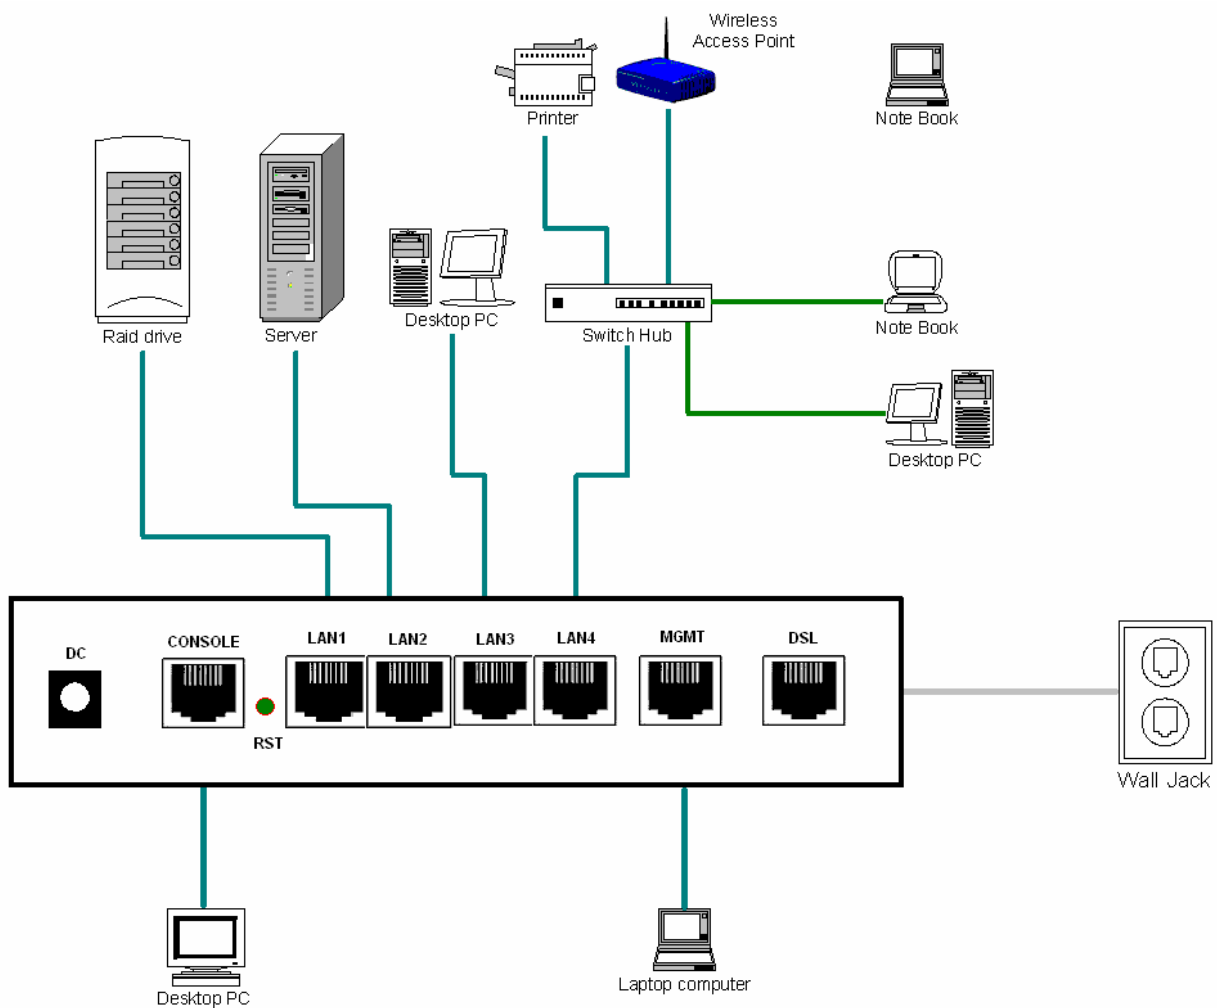 Wireless
Access Point
Printer
Note Book
Raid drive
Server
Desktop PC
Switch Hub
Note Book
Desktop PC
DC
CONSOLE
RST
LAN1
LAN2
LAN3
LAN4
MGMT
DSL
Wall Jack
Desktop PC
Laptop computer